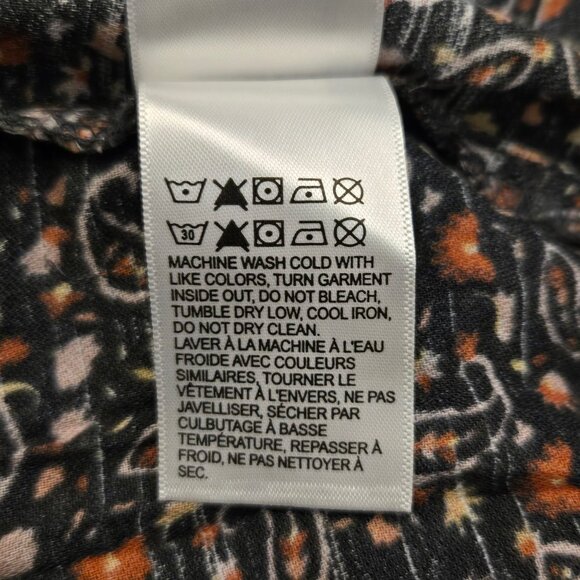 30
MACHINE WASH COLD WITH
LIKE COLORS, TURN GARMENT
INSIDE OUT, DO NOT BLEACH,
TUMBLE DRY LOW, COOL IRON,
DO NOT DRY CLEAN.
LAVER À LA MACHINE À L'EAU
FROIDE AVEC COULEURS
SIMILAIRES, TOURNER LE
VÊTEMENT À L'ENVERS, NE PAS
JAVELLISER, SÉCHER PAR
CULBUTAGE À BASSE
TEMPÉRATURE, REPASSER À
FROID, NE PAS NETTOYER À
SEC.